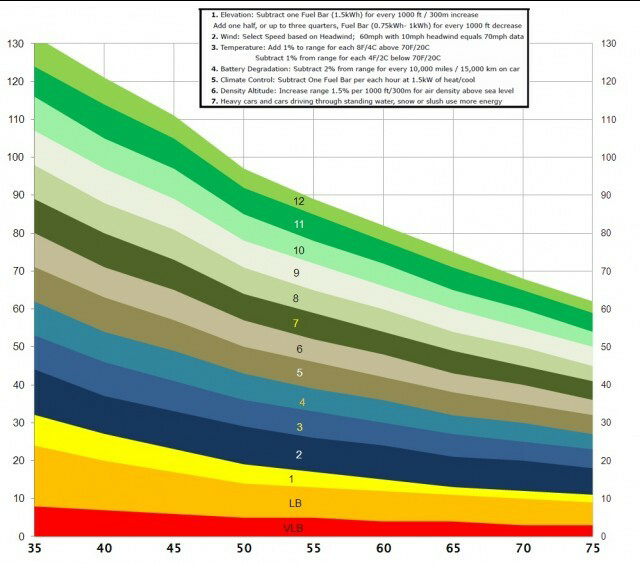 1. Elevation: Subtract one Fuel Bar (1.5kWh) for every 1000 ft / 300m increase
Add one half, or up to three quarters, Fuel Bar (0.75kWh- 1kWh) for every 1000 ft decrease
2. Wind: Select Speed based on Headwind;  60mph with 10mph headwind equals 70mph data
3. Temperature: Add 1% to range for each 8F/4C above 70F/20C
Subtract 1% from range for each 4F/2C below 70F/20C
4. Battery Degradation: Subtract 2% from range for every 10,000 miles / 15,000 km on car
5. Climate Control: Subtract One Fuel Bar per each hour at 1.5kW of heat/cool
6. Density Altitude: Increase range 1.5% per 1000 ft/300m for air density above sea level
7. Heavy cars and cars driving through standing water, snow or slush use more energy
130 130
120 120
110 110
100 100
90 90
12
80 11 80
10
70 9 70
8
60 60
7
50 6 50
5
40 40
4
30 3 30
20 2 20
1
10 LB 10
VLB
0 0
35 40 45 50 55 60 65 70 75